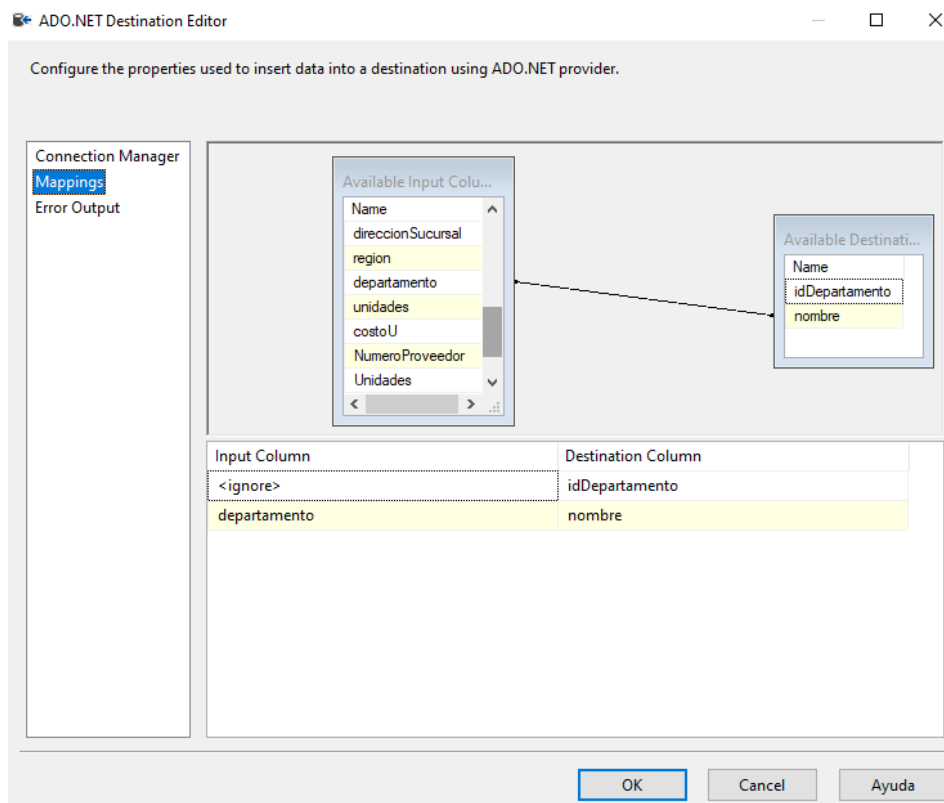 ADO.NET Destination Editor
Configure the properties used to insert data into a destination using ADO.NET provider.
Connection Manager
Mappings
Error Output
Available Input Colu...
Name
direccionSucursal
region
departamento
unidades
costoU
NumeroProveedor
Unidades
Available Destinati...
Name
idDepartamento
nombre
Input Column Destination Column
<ignore> idDepartamento
departamento nombre
OK Cancel Ayuda